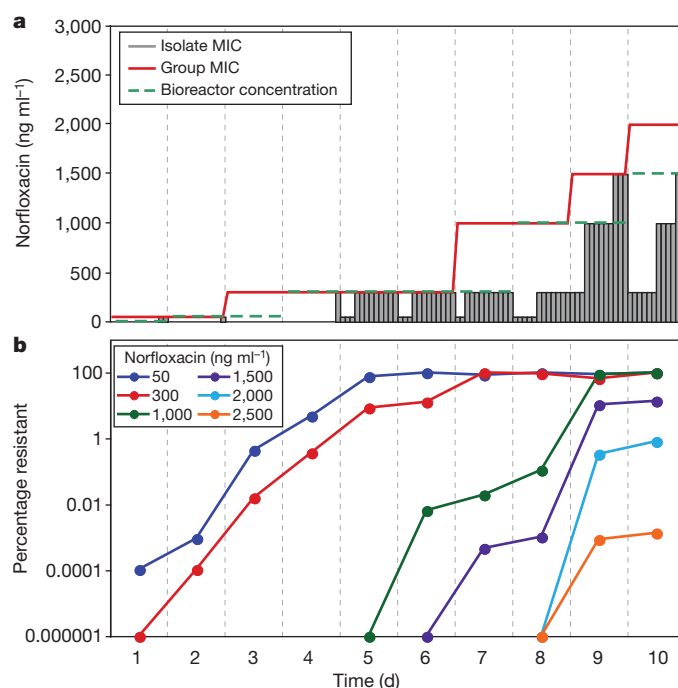 a
3,000
2,500
2,000
1,500
1,000
500
0
Norfloxacin (ng ml⁻¹)
Isolate MIC
Group MIC
Bioreactor concentration
b
Norfloxacin (ng ml⁻¹)
50 1,500
300 2,000
1,000 2,500
100
1
0.01
0.0001
0.000001
Percentage resistant
1 2 3 4 5 6 7 8 9 10
Time (d)